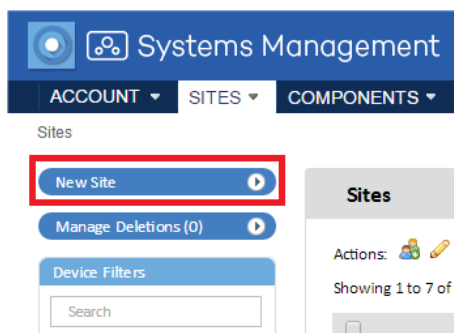 Systems Management
ACCOUNT SITES COMPONENTS
Sites
New Site
Manage Deletions (0)
Device Filters
Search
Sites
Actions:
Showing 1 to 7 of